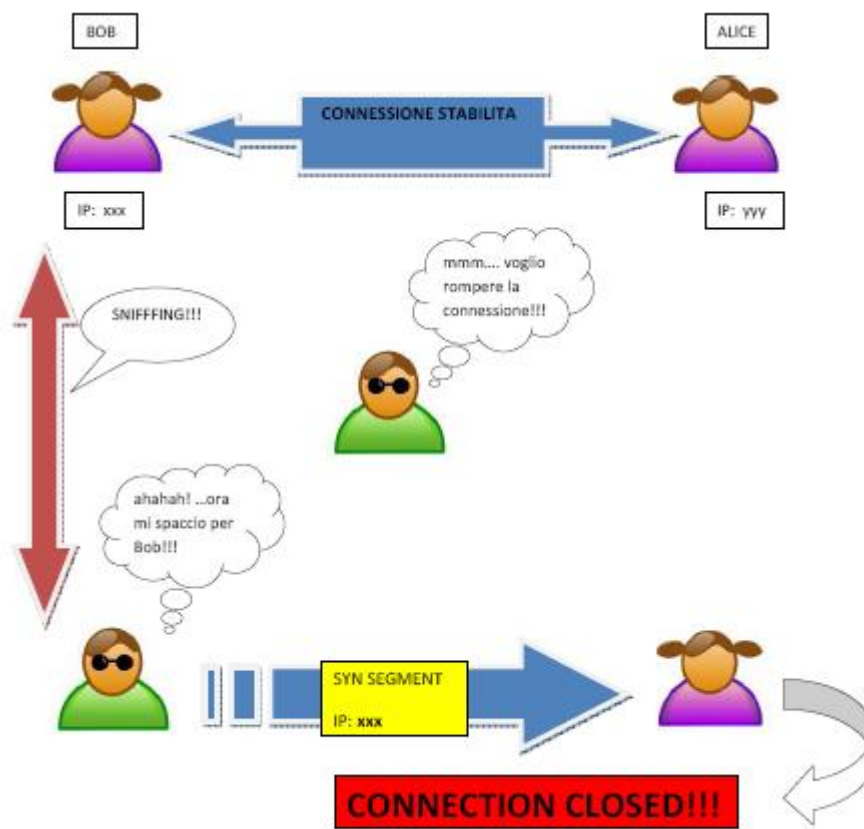 BOB
ALICE
CONNESSIONE STABILITA
IP: xxx
IP: yyy
mmm.... voglio
rompere la
connessione!!!
SNIFFFING!!!
ahahah! ...ora
mi spaccio per
Bob!!!
SYN SEGMENT
IP: xxx
CONNECTION CLOSED!!!